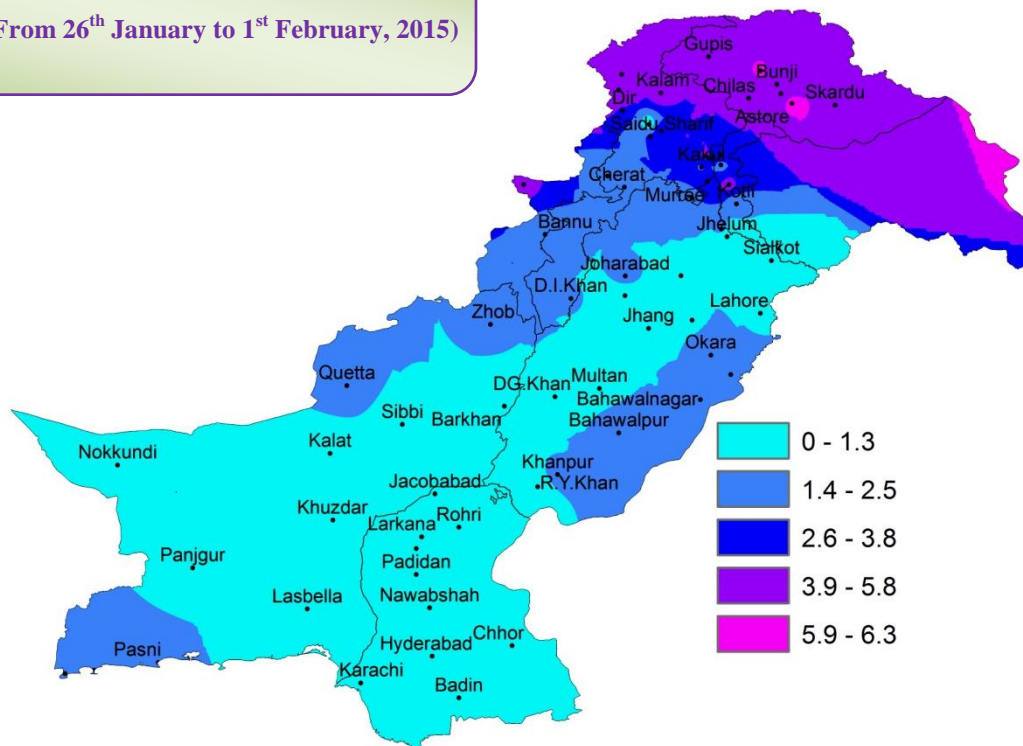 From 26th January to 1st February, 2015)
Gupis
Bunji
Kalam
Chilas
Skardu
Dir
Astore
Saidu Sharif
Cherat
Murree
Kotli
Bannu
Jhelum
Sialkot
Joharabad
D.I.Khan
Zhob
Lahore
Jhang
Okara
Quetta
DG.Khan
Multan
Bahawalnagar
Sibbi
Barkhan
Bahawalpur
Kalat
Nokkundi
Khanpur
R.Y.Khan
Jacobabad
Khuzdar
Rohri
Larkana
Panjgur
Padidan
Lasbella
Nawabshah
Chhor
Pasni
Hyderabad
Karachi
Badin
0 - 1.3
1.4 - 2.5
2.6 - 3.8
3.9 - 5.8
5.9 - 6.3